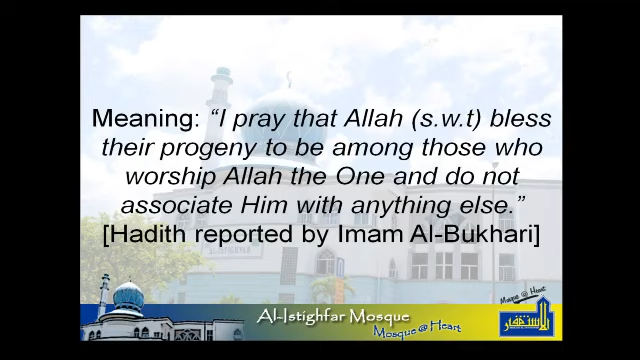 Meaning: “I pray that Allah (s.w.t) bless
their progeny to be among those who
worship Allah the One and do not
associate Him with anything else.”
[Hadith reported by Imam Al-Bukhari]
Mosque @ Heart
Al-Istighfar Mosque
Mosque @ Heart
الاستغفار